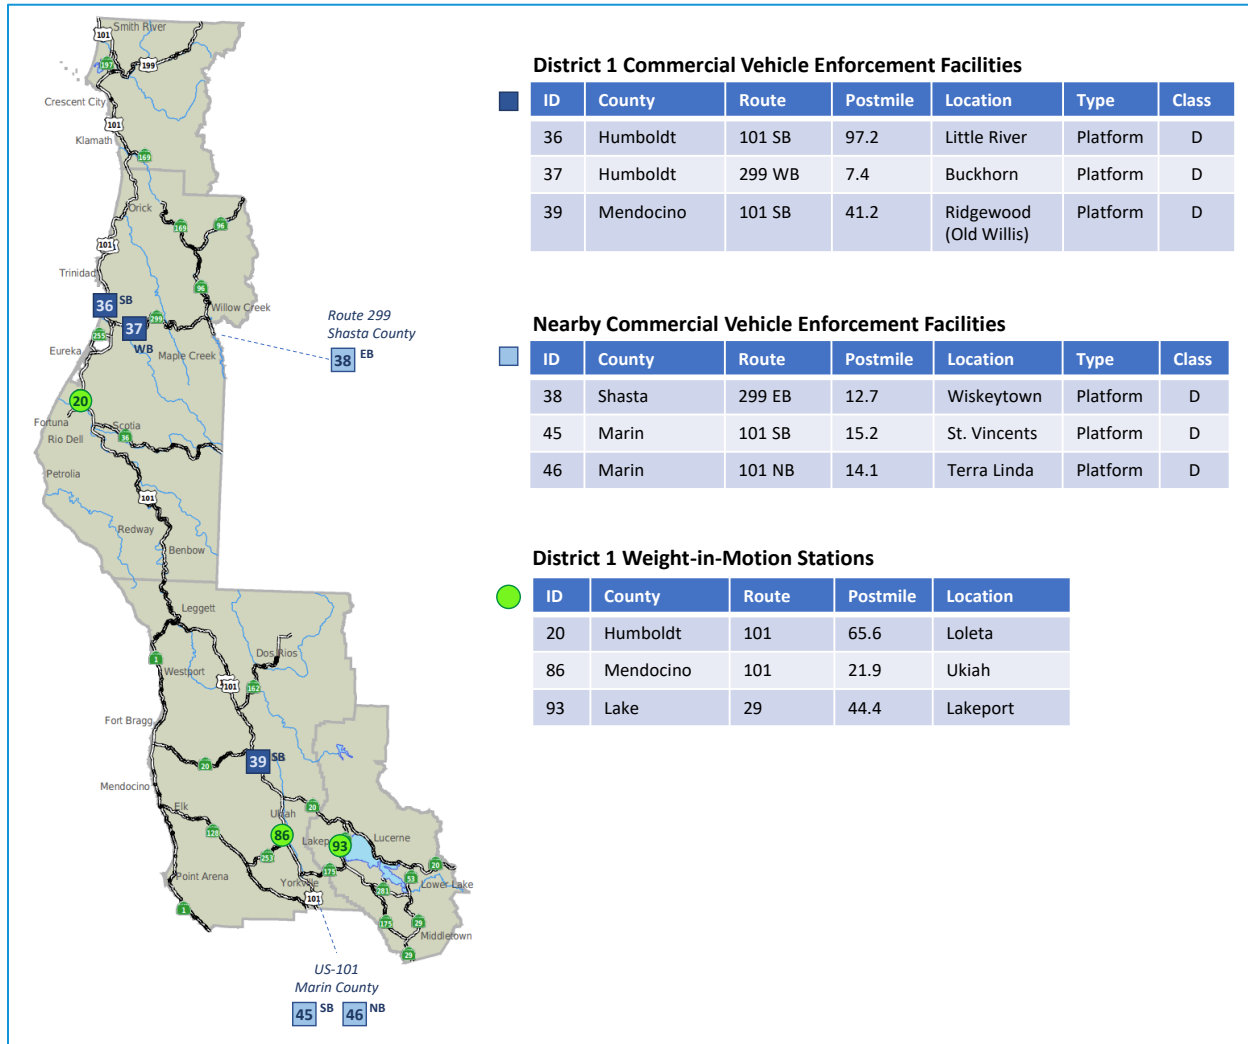 101
Smith River
197
199
Crescent City
101
Klamath
169
Orick
169
96
101
Trinidad
96
36 SB
Willow Creek
37
299
WB
255
Eureka
Maple Creek
Route 299
Shasta County
38 EB
20
Fortuna
Scotia
Rio Dell
36
Petrolia
101
Redway
Benbow
Leggett
1
Dos Rios
Westport
101
162
Fort Bragg
39 SB
20
Mendocino
Elk
20
Ukiah
128
86
Lakep
93
Lucerne
253
20
175
Point Arena
Yorkville
53
Lower Lake
281
101
1
175
29
Middletown
29
US-101
Marin County
45 SB 46 NB
District 1 Commercial Vehicle Enforcement Facilities
ID County Route Postmile Location Type Class
36 Humboldt 101 SB 97.2 Little River Platform D
37 Humboldt 299 WB 7.4 Buckhorn Platform D
39 Mendocino 101 SB 41.2 Ridgewood Platform D
(Old Willis)
Nearby Commercial Vehicle Enforcement Facilities
ID County Route Postmile Location Type Class
38 Shasta 299 EB 12.7 Wiskeytown Platform D
45 Marin 101 SB 15.2 St. Vincents Platform D
46 Marin 101 NB 14.1 Terra Linda Platform D
District 1 Weight-in-Motion Stations
ID County Route Postmile Location
20 Humboldt 101 65.6 Loleta
86 Mendocino 101 21.9 Ukiah
93 Lake 29 44.4 Lakeport